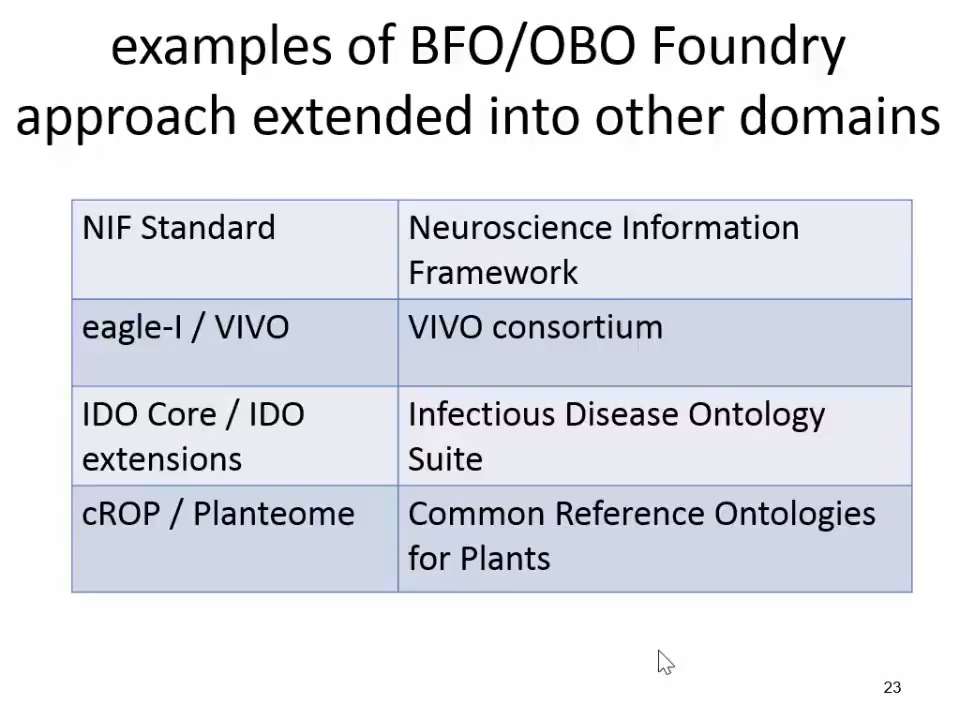 examples of BFO/OBO Foundry
approach extended into other domains
NIF Standard
Neuroscience Information
Framework
eagle-I / VIVO
VIVO consortium
IDO Core / IDO
extensions
Infectious Disease Ontology
Suite
cROP / Planteome
Common Reference Ontologies
for Plants
23